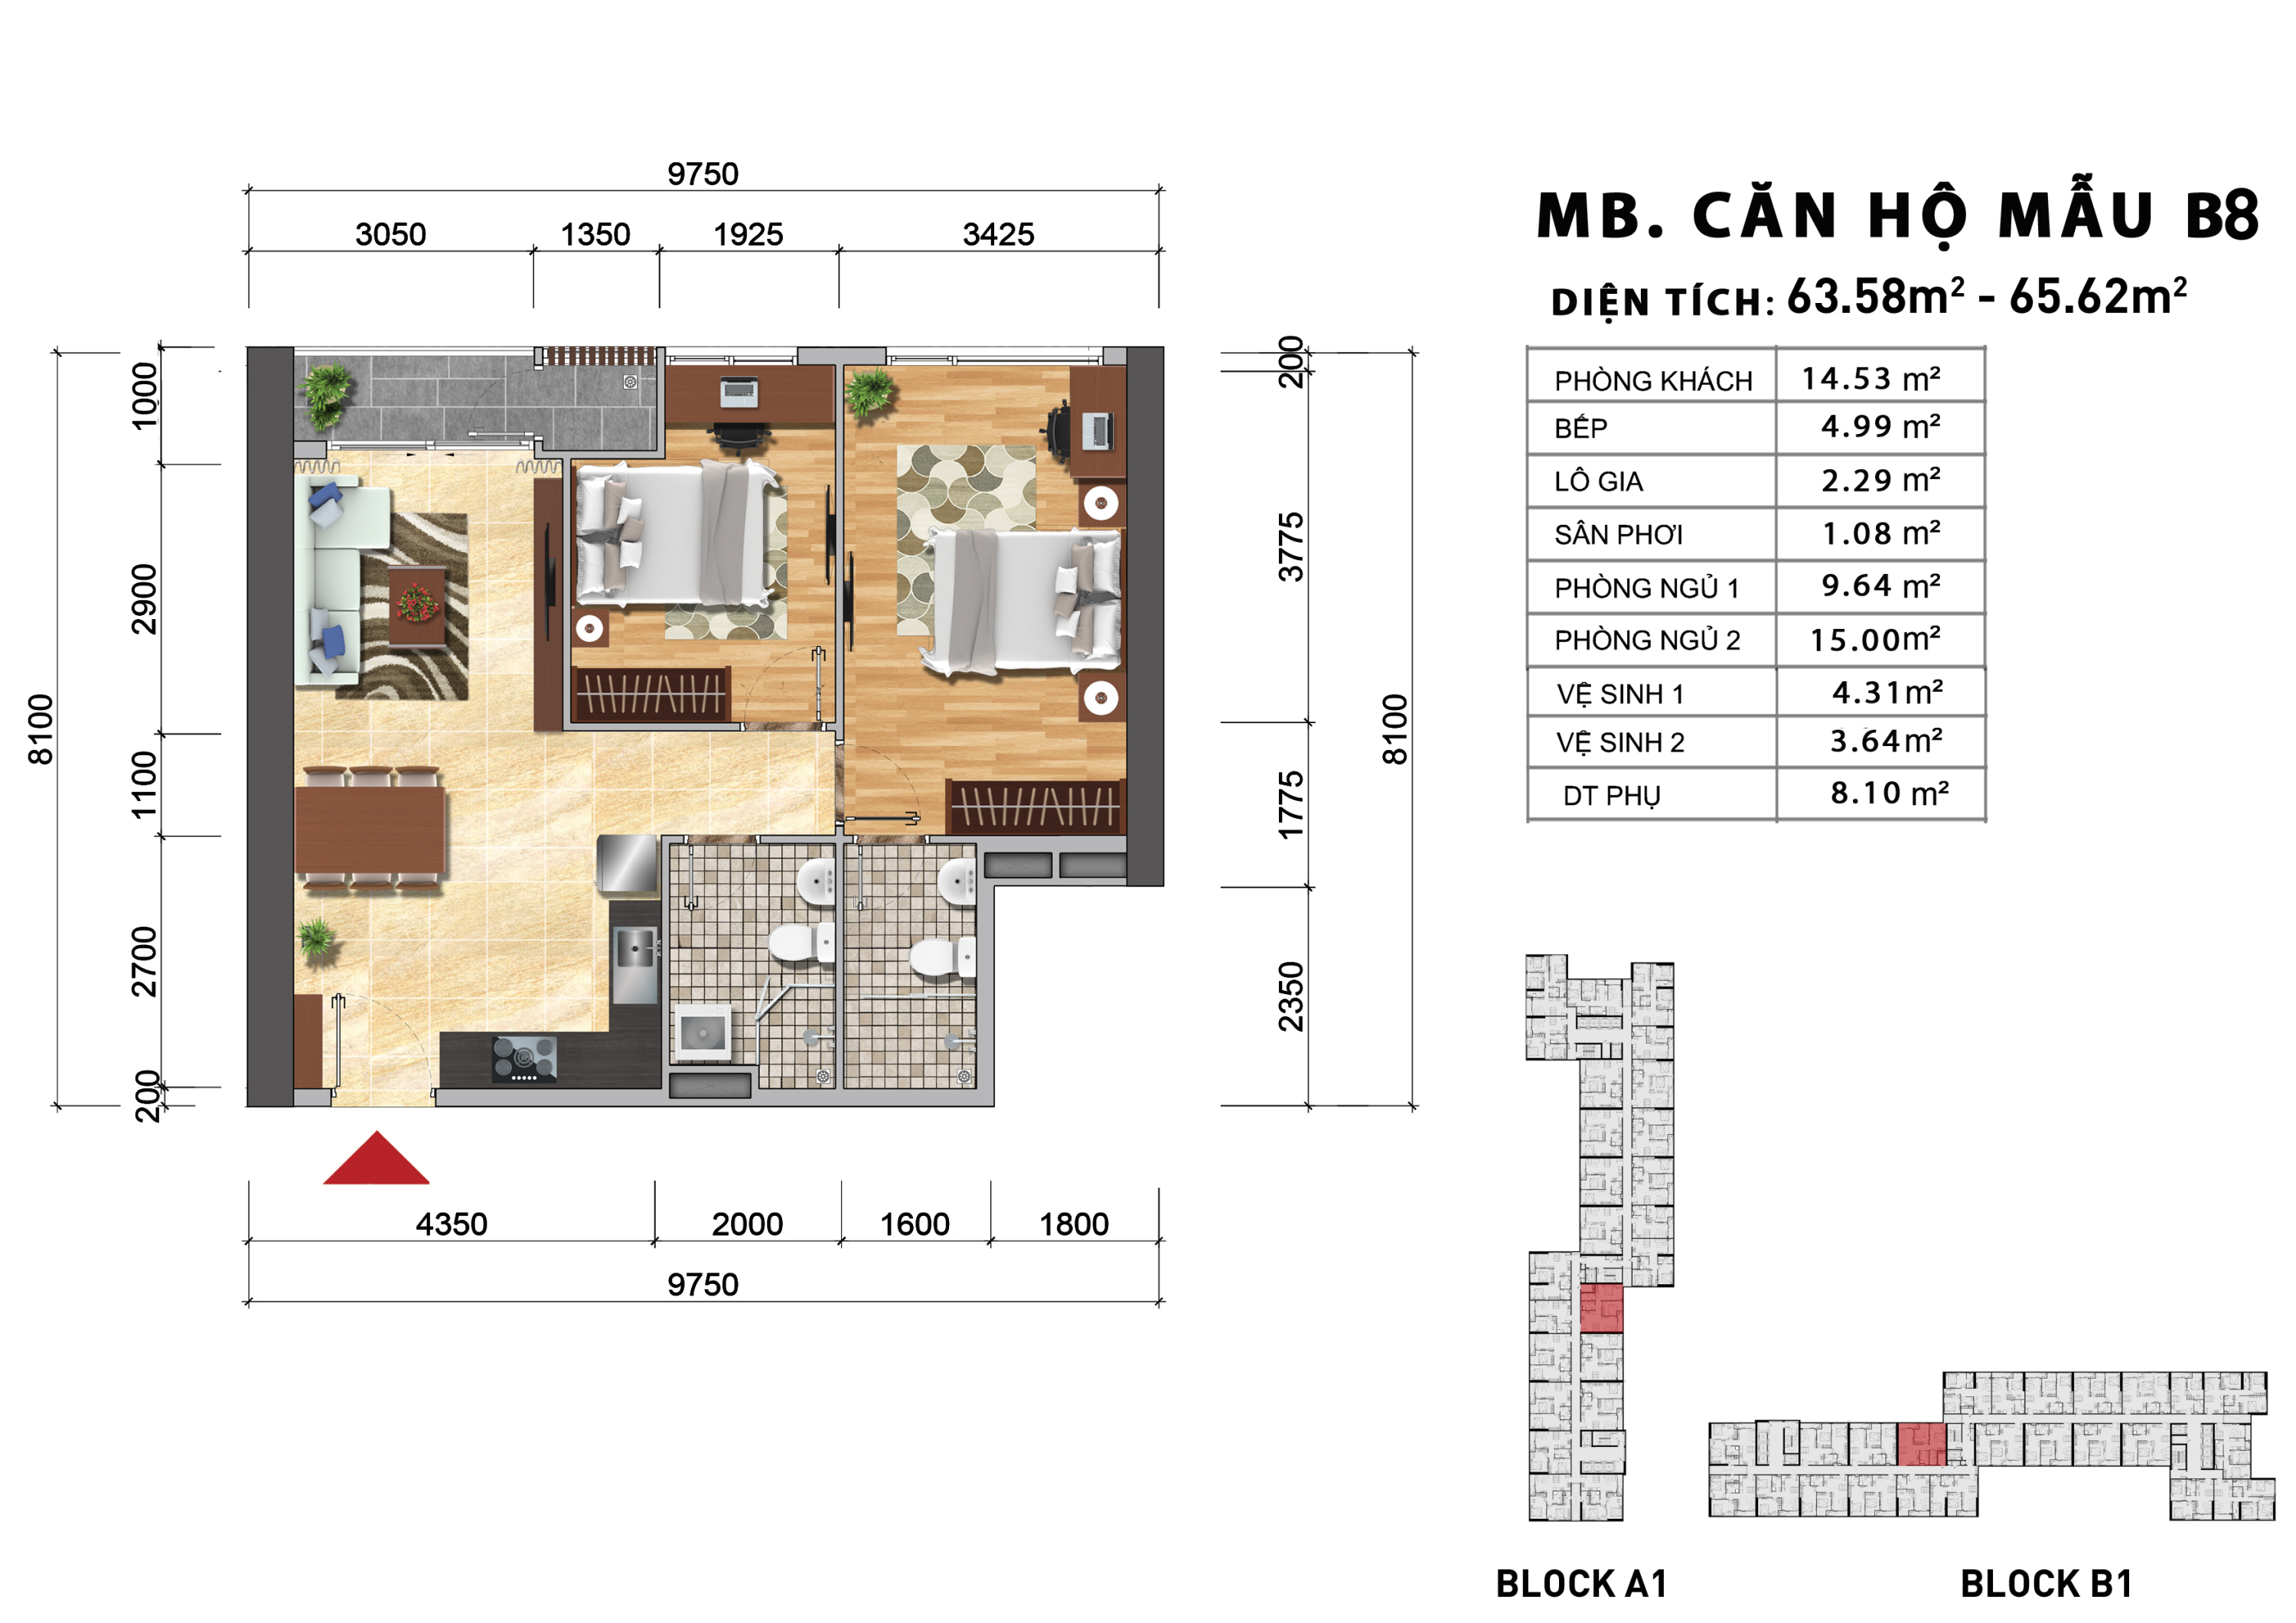 MB. CĂN HỘ MẪU B8
DIỆN TÍCH: 63.58m² - 65.62m²
PHÒNG KHÁCH 14.53 m²
BẾP 4.99 m²
LÔ GIA 2.29 m²
SÂN PHƠI 1.08 m²
PHÒNG NGỦ 1 9.64 m²
PHÒNG NGỦ 2 15.00m²
VỆ SINH 1 4.31m²
VỆ SINH 2 3.64m²
DT PHỤ 8.10 m²
9750
3050 1350 1925 3425
8100
1000
2900
1100
2700
200
200
3775
1775
2350
8100
4350 2000 1600 1800
9750
BLOCK A1
BLOCK B1